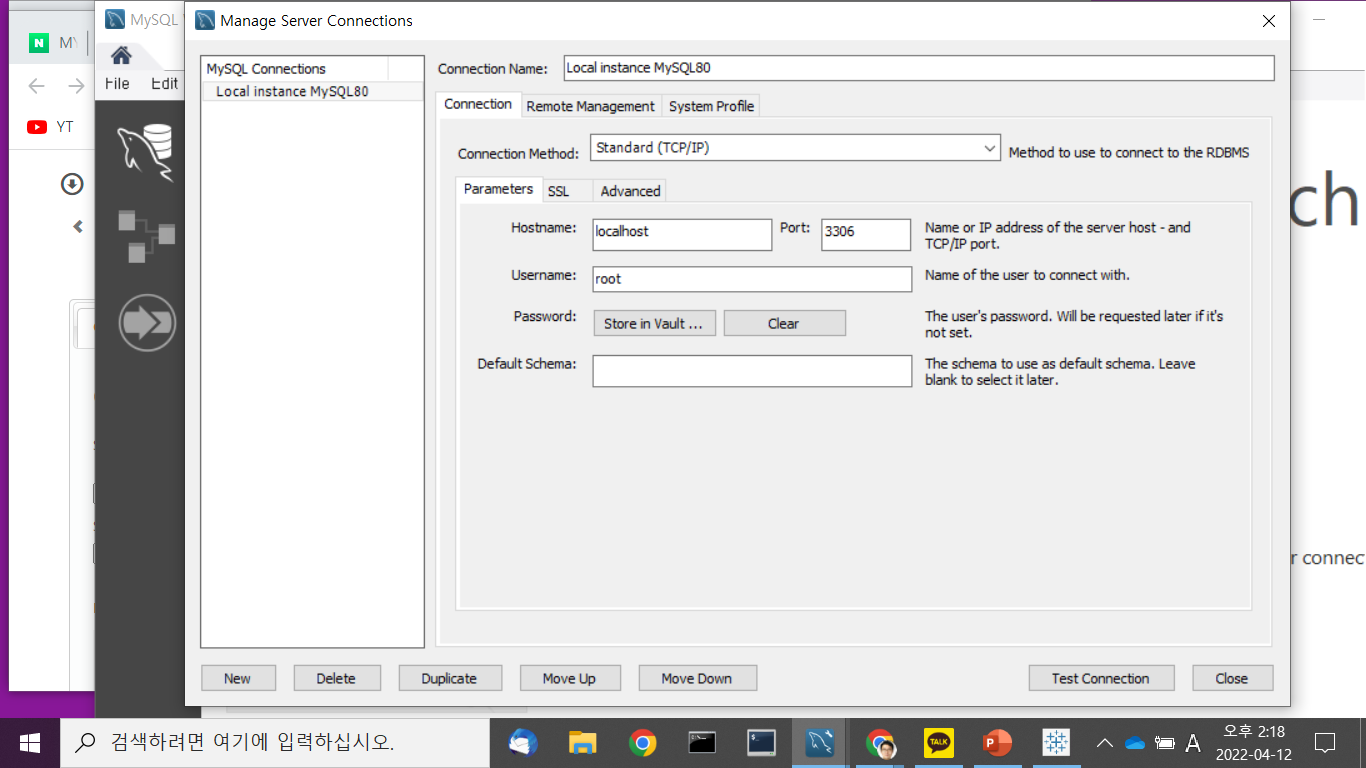 MySQL
Manage Server Connections
File Edit
YT
MySQL Connections
Local instance MySQL80
Connection Name: Local instance MySQL80
Connection Remote Management System Profile
Connection Method: Standard (TCP/IP) Method to use to connect to the RDBMS
Parameters SSL Advanced
Hostname: localhost Port: 3306 Name or IP address of the server host - and
TCP/IP port.
Username: root Name of the user to connect with.
Password: Store in Vault ... Clear The user's password. Will be requested later if it's
not set.
Default Schema: The schema to use as default schema. Leave
blank to select it later.
New Delete Duplicate Move Up Move Down Test Connection Close
ch
r connec
검색하려면 여기에 입력하십시오.
TALK
A
오후 2:18
2022-04-12